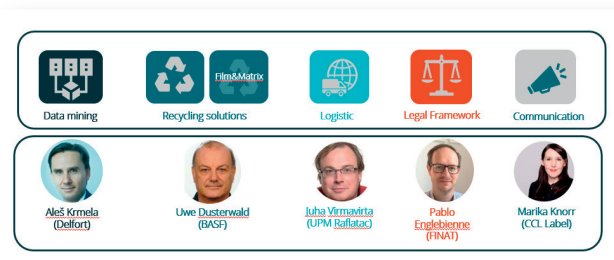 Film&Matrix
Data mining
Recycling solutions
Logistic
Legal Framework
Communication
Aleš Krmela
(Delfort)
Uwe Dusterwald
(BASF)
Juha Virmavirta
(UPM Raflatac)
Pablo
Englebienne
(FINAT)
Marika Knorr
(CCL Label)